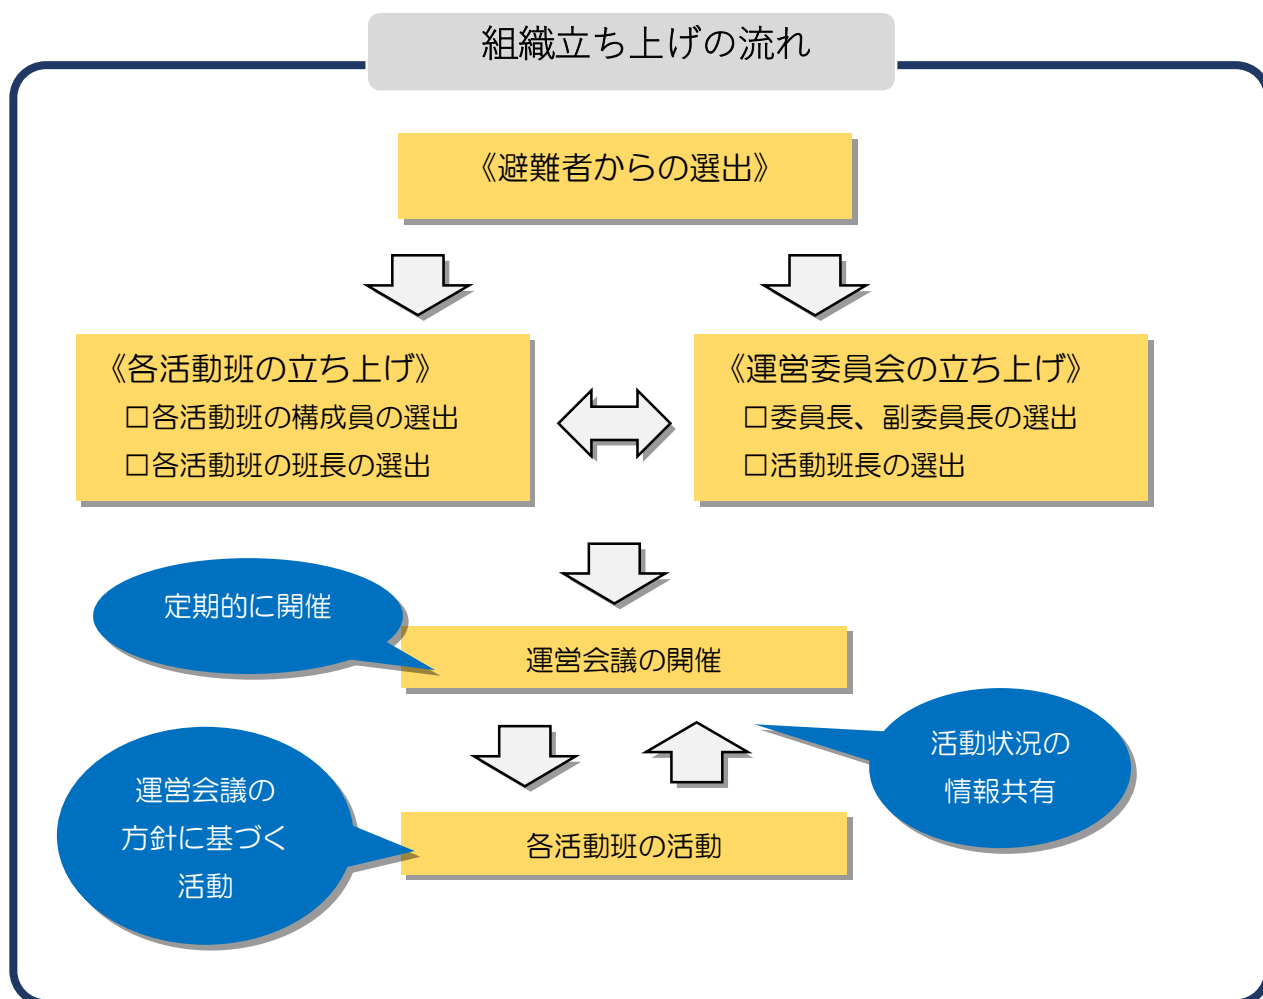 組織立ち上げの流れ
《避難者からの選出》
《各活動班の立ち上げ》
□各活動班の構成員の選出
□各活動班の班長の選出
《運営委員会の立ち上げ》
□委員長、副委員長の選出
□活動班長の選出
定期的に開催
運営会議の開催
活動状況の
情報共有
運営会議の
方針に基づく
活動
各活動班の活動